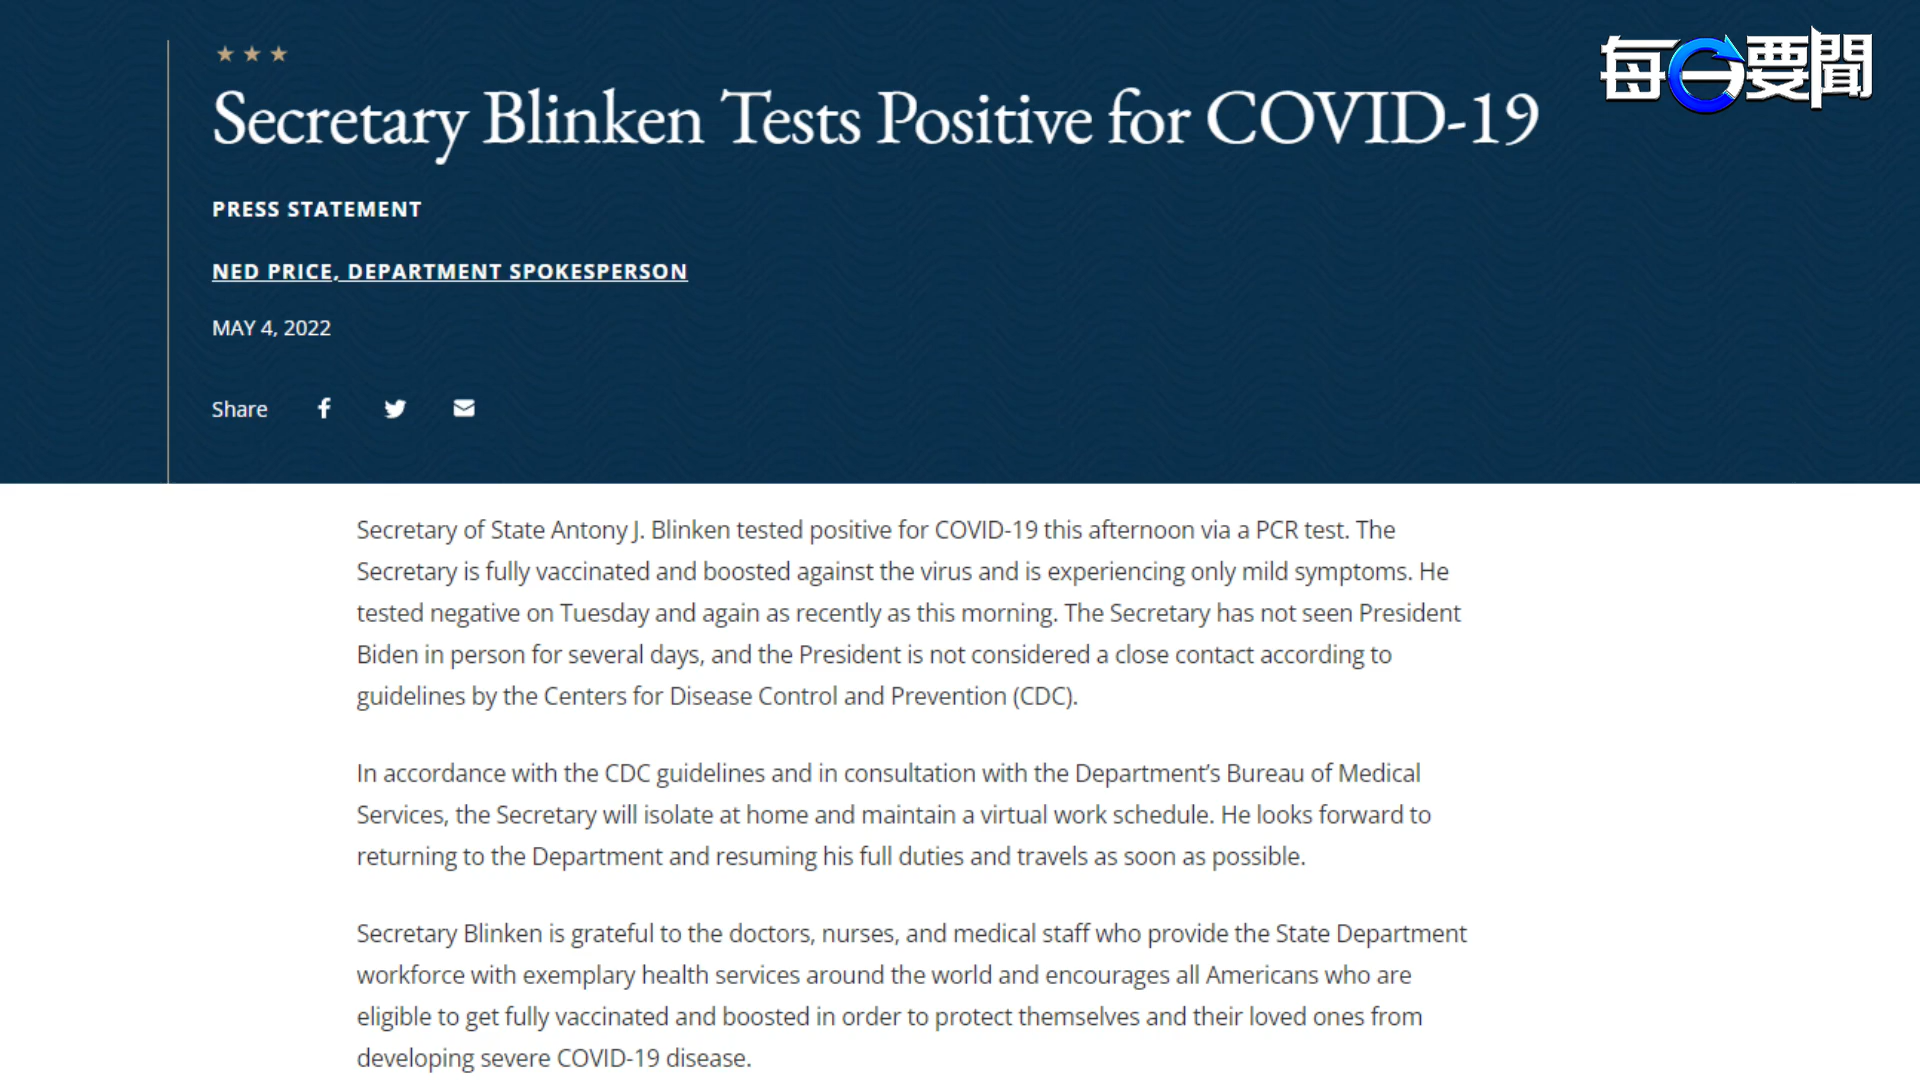 每日要聞
Secretary Blinken Tests Positive for COVID-19
PRESS STATEMENT
NED PRICE, DEPARTMENT SPOKESPERSON
MAY 4, 2022
Share
Secretary of State Antony J. Blinken tested positive for COVID-19 this afternoon via a PCR test. The
Secretary is fully vaccinated and boosted against the virus and is experiencing only mild symptoms. He
tested negative on Tuesday and again as recently as this morning. The Secretary has not seen President
Biden in person for several days, and the President is not considered a close contact according to
guidelines by the Centers for Disease Control and Prevention (CDC).
In accordance with the CDC guidelines and in consultation with the Department’s Bureau of Medical
Services, the Secretary will isolate at home and maintain a virtual work schedule. He looks forward to
returning to the Department and resuming his full duties and travels as soon as possible.
Secretary Blinken is grateful to the doctors, nurses, and medical staff who provide the State Department
workforce with exemplary health services around the world and encourages all Americans who are
eligible to get fully vaccinated and boosted in order to protect themselves and their loved ones from
developing severe COVID-19 disease.